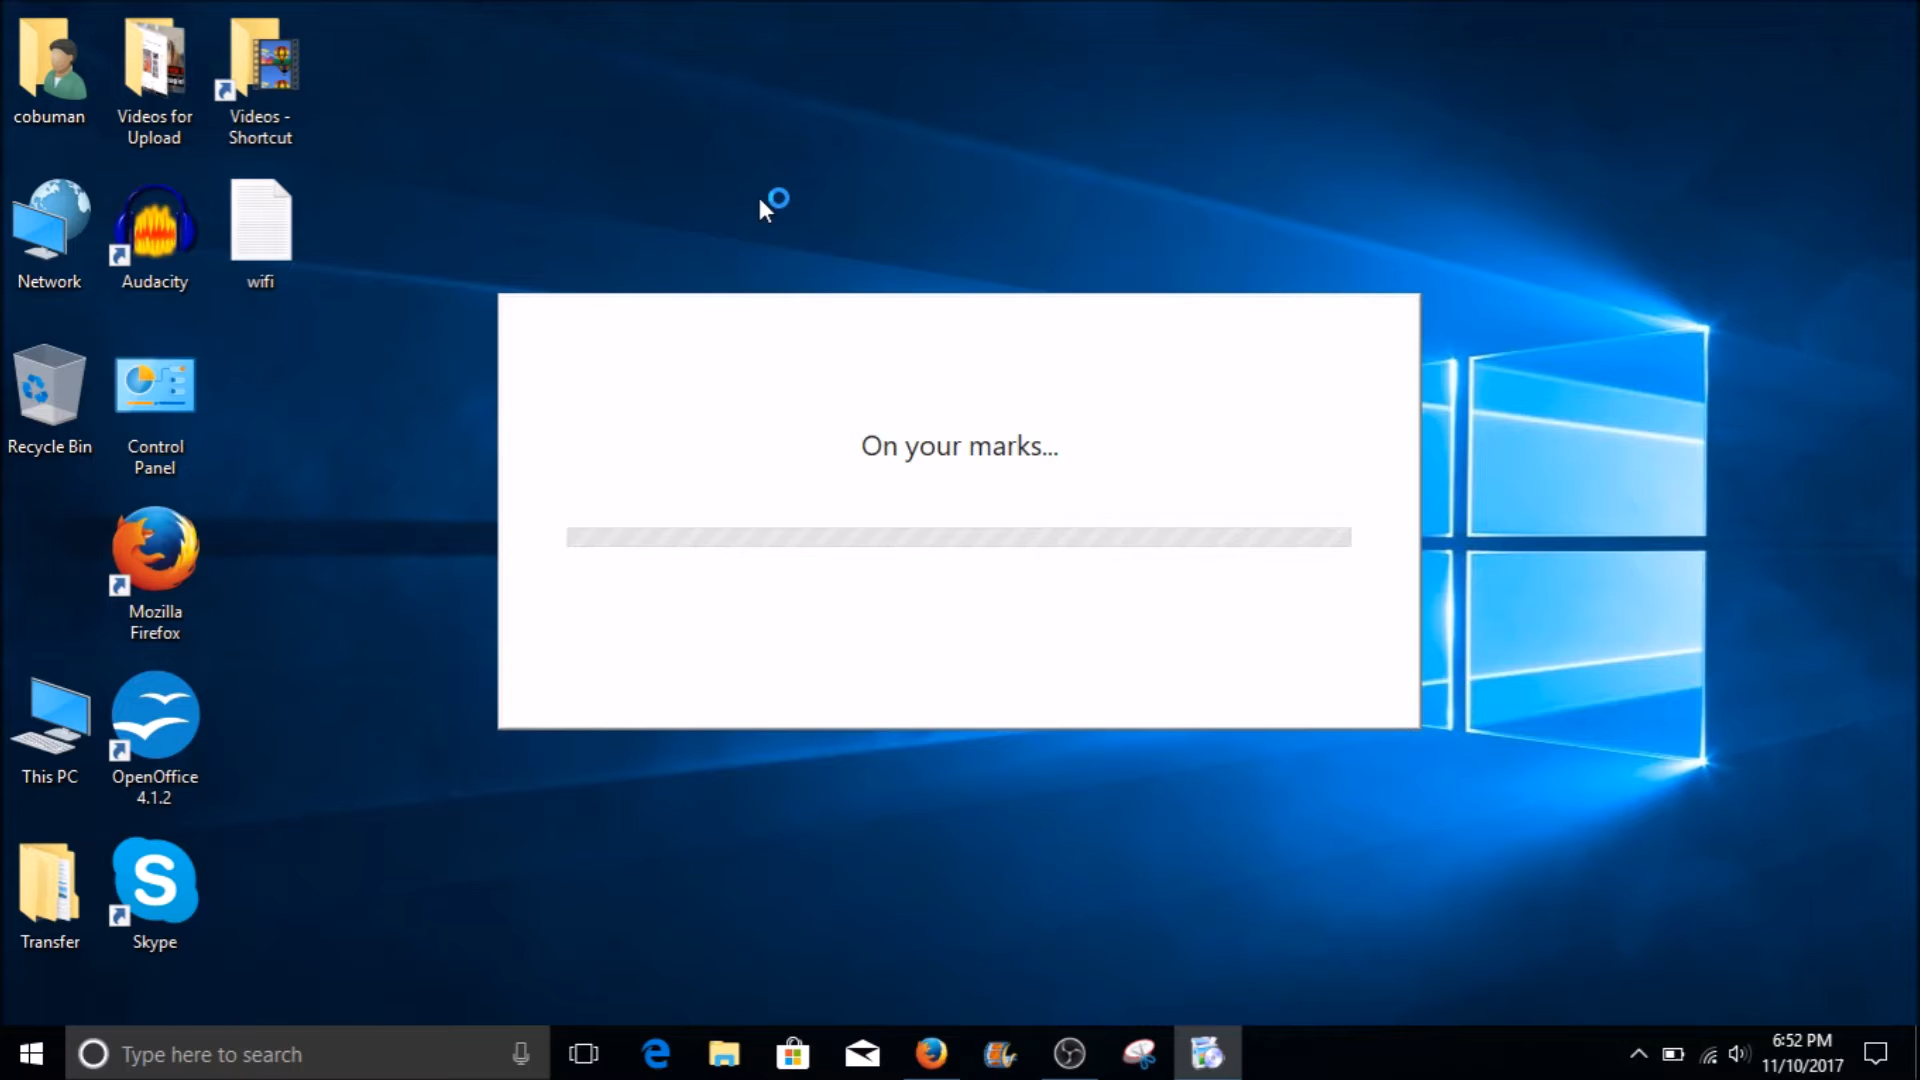 cobuman
Videos for
Upload
Videos -
Shortcut
Network
Audacity
wifi
Recycle Bin
Control
Panel
On your marks...
Mozilla
Firefox
This PC
OpenOffice
4.1.2
Transfer
Skype
Type here to search
6:52 PM
11/10/2017